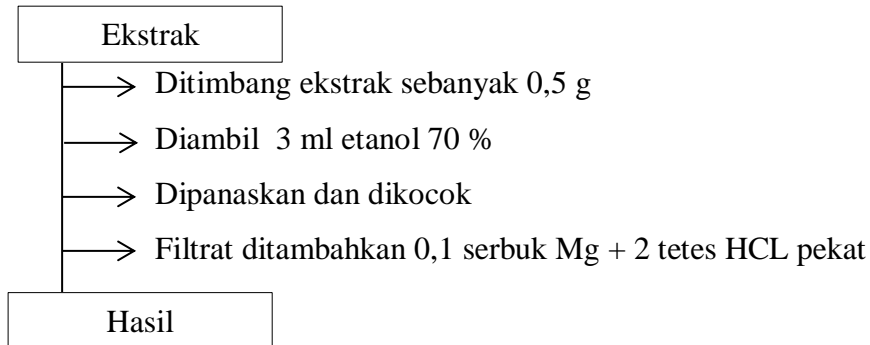 Ekstrak
Ditimbang ekstrak sebanyak 0,5 g
Diambil 3 ml etanol 70 %
Dipanaskan dan dikocok
Filtrat ditambahkan 0,1 serbuk Mg + 2 tetes HCL pekat
Hasil